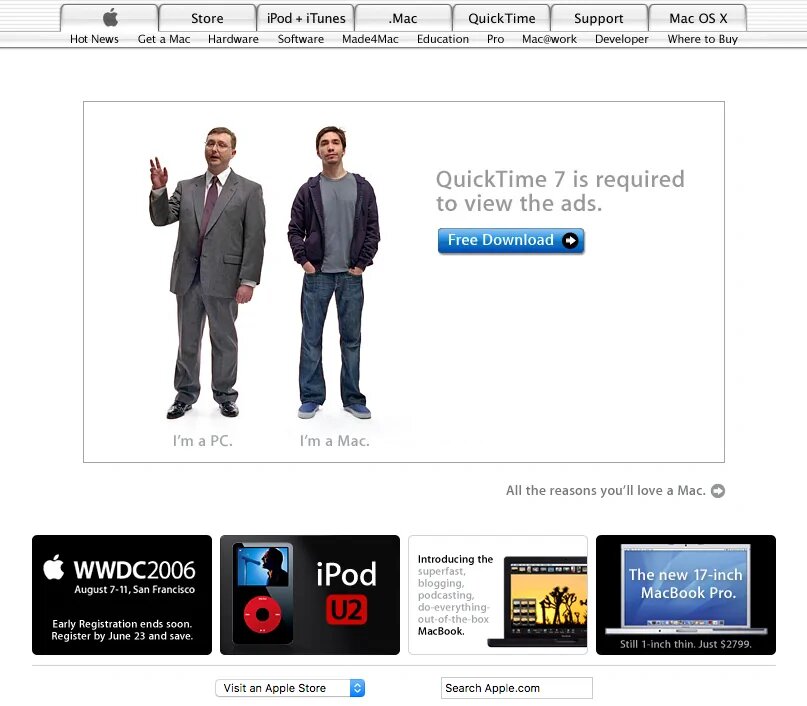 Store
iPod + iTunes
.Mac
QuickTime
Support
Mac OS X
Hot News
Get a Mac
Hardware
Software
Made4Mac
Education
Pro
Mac@work
Developer
Where to Buy
QuickTime 7 is required
to view the ads.
Free Download
I'm a PC.
I'm a Mac.
All the reasons you'll love a Mac.
WWDC2006
August 7-11, San Francisco
Early Registration ends soon.
Register by June 23 and save.
iPod
U2
Introducing the
superfast,
blogging,
podcasting,
do-everything-
out-of-the-box
MacBook.
The new 17-inch
MacBook Pro.
Still 1-inch thin. Just $2799.
Visit an Apple Store
Search Apple.com